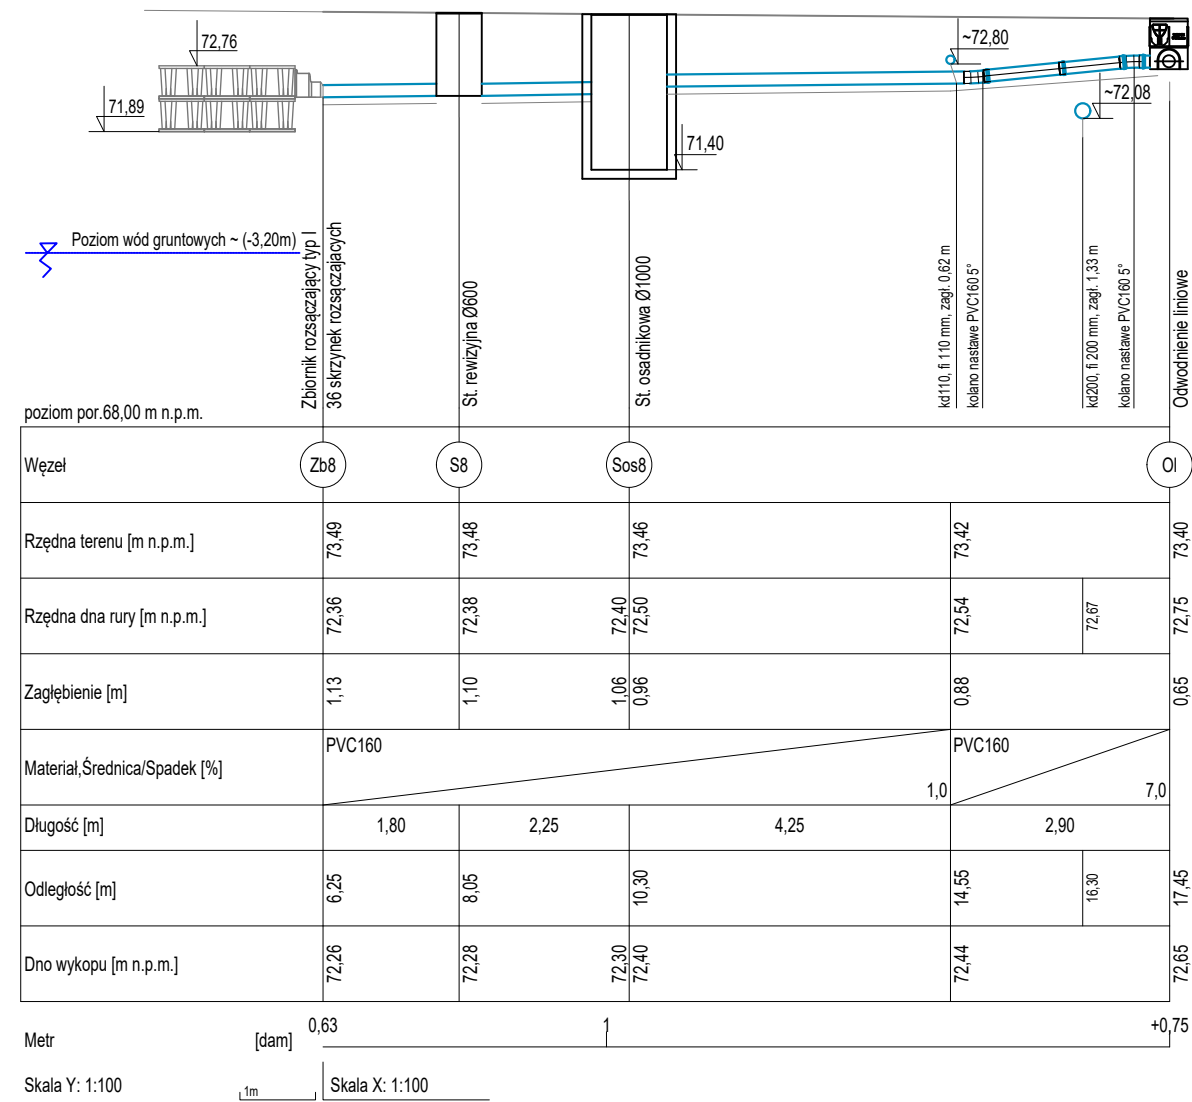 72,76
~72,80
71,89
~72,08
71,40
Poziom wód gruntowych ~ (-3,20m)
Zbiornik rozsączający typ I
36 skrzynek rozsączajacych
St. rewizyjna Ø600
St. osadnikowa Ø1000
kd110, fi 110 mm, zagł. 0,62 m
kolano nastawe PVC160 5°
kd200, fi 200 mm, zagł. 1,33 m
kolano nastawe PVC160 5°
Odwodnienie liniowe
poziom por.68,00 m n.p.m.
Węzeł Zb8 S8 Sos8 Ol
Rzędna terenu [m n.p.m.] 73,49 73,48 73,46 73,42 73,40
Rzędna dna rury [m n.p.m.] 72,36 72,38 72,40 72,50 72,54 72,67 72,75
Zagłębienie [m] 1,13 1,10 1,06 0,96 0,88 0,65
PVC160 PVC160
Materiał,Średnica/Spadek [%] 1,0 7,0
Długość [m] 1,80 2,25 4,25 2,90
Odległość [m] 6,25 8,05 10,30 14,55 16,30 17,45
Dno wykopu [m n.p.m.] 72,26 72,28 72,30 72,40 72,44 72,65
0,63 1 +0,75
Metr [dam]
Skala Y: 1:100 1m Skala X: 1:100